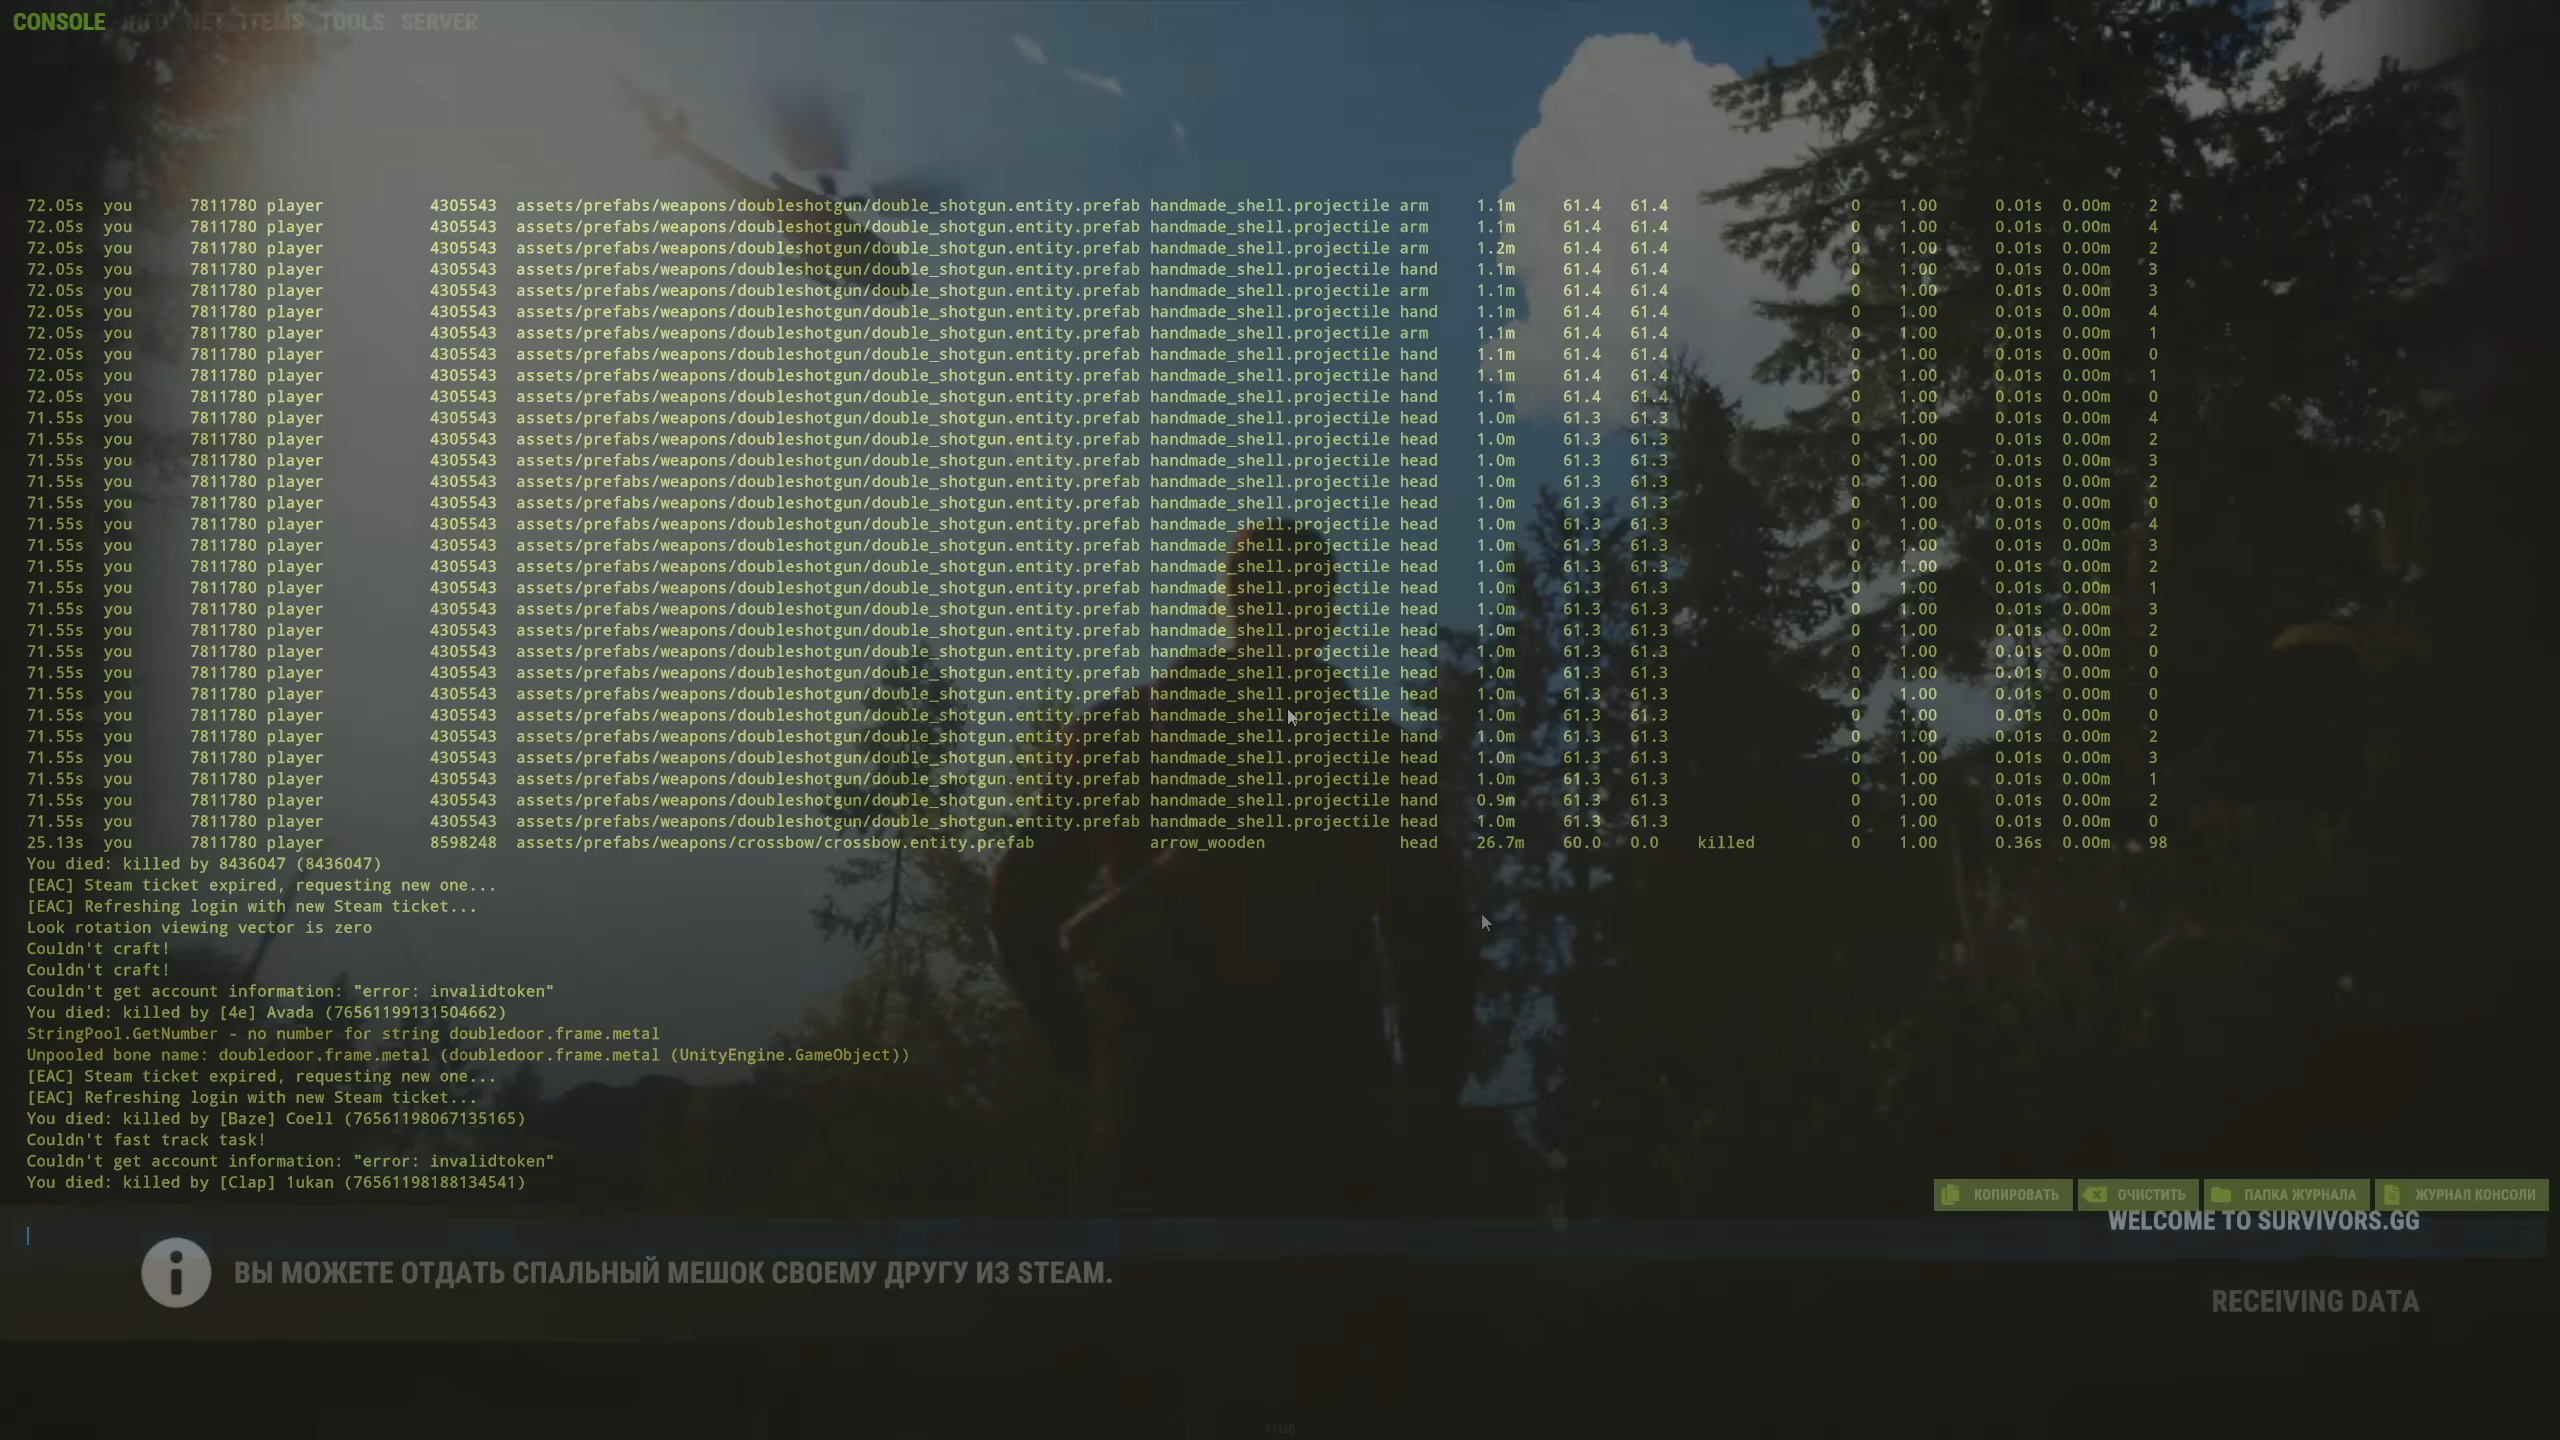 CONSOLE INFO NET ITEMS TOOLS SERVER
72.05s you 7811780 player 4305543 assets/prefabs/weapons/doubleshotgun/double_shotgun.entity.prefab handmade_shell.projectile arm 1.1m 61.4 61.4 0 1.00 0.01s 0.00m 2
72.05s you 7811780 player 4305543 assets/prefabs/weapons/doubleshotgun/double_shotgun.entity.prefab handmade_shell.projectile arm 1.1m 61.4 61.4 0 1.00 0.01s 0.00m 4
72.05s you 7811780 player 4305543 assets/prefabs/weapons/doubleshotgun/double_shotgun.entity.prefab handmade_shell.projectile arm 1.2m 61.4 61.4 0 1.00 0.01s 0.00m 2
72.05s you 7811780 player 4305543 assets/prefabs/weapons/doubleshotgun/double_shotgun.entity.prefab handmade_shell.projectile hand 1.1m 61.4 61.4 0 1.00 0.01s 0.00m 3
72.05s you 7811780 player 4305543 assets/prefabs/weapons/doubleshotgun/double_shotgun.entity.prefab handmade_shell.projectile arm 1.1m 61.4 61.4 0 1.00 0.01s 0.00m 3
72.05s you 7811780 player 4305543 assets/prefabs/weapons/doubleshotgun/double_shotgun.entity.prefab handmade_shell.projectile hand 1.1m 61.4 61.4 0 1.00 0.01s 0.00m 4
72.05s you 7811780 player 4305543 assets/prefabs/weapons/doubleshotgun/double_shotgun.entity.prefab handmade_shell.projectile arm 1.1m 61.4 61.4 0 1.00 0.01s 0.00m 1
72.05s you 7811780 player 4305543 assets/prefabs/weapons/doubleshotgun/double_shotgun.entity.prefab handmade_shell.projectile hand 1.1m 61.4 61.4 0 1.00 0.01s 0.00m 0
72.05s you 7811780 player 4305543 assets/prefabs/weapons/doubleshotgun/double_shotgun.entity.prefab handmade_shell.projectile hand 1.1m 61.4 61.4 0 1.00 0.01s 0.00m 1
72.05s you 7811780 player 4305543 assets/prefabs/weapons/doubleshotgun/double_shotgun.entity.prefab handmade_shell.projectile hand 1.1m 61.4 61.4 0 1.00 0.01s 0.00m 0
71.55s you 7811780 player 4305543 assets/prefabs/weapons/doubleshotgun/double_shotgun.entity.prefab handmade_shell.projectile head 1.0m 61.3 61.3 0 1.00 0.01s 0.00m 4
71.55s you 7811780 player 4305543 assets/prefabs/weapons/doubleshotgun/double_shotgun.entity.prefab handmade_shell.projectile head 1.0m 61.3 61.3 0 1.00 0.01s 0.00m 2
71.55s you 7811780 player 4305543 assets/prefabs/weapons/doubleshotgun/double_shotgun.entity.prefab handmade_shell.projectile head 1.0m 61.3 61.3 0 1.00 0.01s 0.00m 3
71.55s you 7811780 player 4305543 assets/prefabs/weapons/doubleshotgun/double_shotgun.entity.prefab handmade_shell.projectile head 1.0m 61.3 61.3 0 1.00 0.01s 0.00m 2
71.55s you 7811780 player 4305543 assets/prefabs/weapons/doubleshotgun/double_shotgun.entity.prefab handmade_shell.projectile head 1.0m 61.3 61.3 0 1.00 0.01s 0.00m 0
71.55s you 7811780 player 4305543 assets/prefabs/weapons/doubleshotgun/double_shotgun.entity.prefab handmade_shell.projectile head 1.0m 61.3 61.3 0 1.00 0.01s 0.00m 4
71.55s you 7811780 player 4305543 assets/prefabs/weapons/doubleshotgun/double_shotgun.entity.prefab handmade_shell.projectile head 1.0m 61.3 61.3 0 1.00 0.01s 0.00m 3
71.55s you 7811780 player 4305543 assets/prefabs/weapons/doubleshotgun/double_shotgun.entity.prefab handmade_shell.projectile head 1.0m 61.3 61.3 0 1.00 0.01s 0.00m 2
71.55s you 7811780 player 4305543 assets/prefabs/weapons/doubleshotgun/double_shotgun.entity.prefab handmade_shell.projectile head 1.0m 61.3 61.3 0 1.00 0.01s 0.00m 1
71.55s you 7811780 player 4305543 assets/prefabs/weapons/doubleshotgun/double_shotgun.entity.prefab handmade_shell.projectile head 1.0m 61.3 61.3 0 1.00 0.01s 0.00m 3
71.55s you 7811780 player 4305543 assets/prefabs/weapons/doubleshotgun/double_shotgun.entity.prefab handmade_shell.projectile head 1.0m 61.3 61.3 0 1.00 0.01s 0.00m 2
71.55s you 7811780 player 4305543 assets/prefabs/weapons/doubleshotgun/double_shotgun.entity.prefab handmade_shell.projectile head 1.0m 61.3 61.3 0 1.00 0.01s 0.00m 0
71.55s you 7811780 player 4305543 assets/prefabs/weapons/doubleshotgun/double_shotgun.entity.prefab handmade_shell.projectile head 1.0m 61.3 61.3 0 1.00 0.01s 0.00m 0
71.55s you 7811780 player 4305543 assets/prefabs/weapons/doubleshotgun/double_shotgun.entity.prefab handmade_shell.projectile head 1.0m 61.3 61.3 0 1.00 0.01s 0.00m 0
71.55s you 7811780 player 4305543 assets/prefabs/weapons/doubleshotgun/double_shotgun.entity.prefab handmade_shell.projectile head 1.0m 61.3 61.3 0 1.00 0.01s 0.00m 0
71.55s you 7811780 player 4305543 assets/prefabs/weapons/doubleshotgun/double_shotgun.entity.prefab handmade_shell.projectile hand 1.0m 61.3 61.3 0 1.00 0.01s 0.00m 2
71.55s you 7811780 player 4305543 assets/prefabs/weapons/doubleshotgun/double_shotgun.entity.prefab handmade_shell.projectile head 1.0m 61.3 61.3 0 1.00 0.01s 0.00m 3
71.55s you 7811780 player 4305543 assets/prefabs/weapons/doubleshotgun/double_shotgun.entity.prefab handmade_shell.projectile head 1.0m 61.3 61.3 0 1.00 0.01s 0.00m 1
71.55s you 7811780 player 4305543 assets/prefabs/weapons/doubleshotgun/double_shotgun.entity.prefab handmade_shell.projectile hand 0.9m 61.3 61.3 0 1.00 0.01s 0.00m 2
71.55s you 7811780 player 4305543 assets/prefabs/weapons/doubleshotgun/double_shotgun.entity.prefab handmade_shell.projectile head 1.0m 61.3 61.3 0 1.00 0.01s 0.00m 0
25.13s you 7811780 player 8598248 assets/prefabs/weapons/crossbow/crossbow.entity.prefab arrow_wooden head 26.7m 60.0 0.0 killed 0 1.00 0.36s 0.00m 98
You died: killed by 8436047 (8436047)
[EAC] Steam ticket expired, requesting new one...
[EAC] Refreshing login with new Steam ticket...
Look rotation viewing vector is zero
Couldn't craft!
Couldn't craft!
Couldn't get account information: "error: invalidtoken"
You died: killed by [4e] Avada (76561199131504662)
StringPool.GetNumber - no number for string doubledoor.frame.metal
Unpooled bone name: doubledoor.frame.metal (doubledoor.frame.metal (UnityEngine.GameObject))
[EAC] Steam ticket expired, requesting new one...
[EAC] Refreshing login with new Steam ticket...
You died: killed by [Baze] Coell (76561198067135165)
Couldn't fast track task!
Couldn't get account information: "error: invalidtoken"
You died: killed by [Clap] 1ukan (76561198188134541)
КОПИРОВАТЬ ОЧИСТИТЬ ПАПКА ЖУРНАЛА ЖУРНАЛ КОНСОЛИ
WELCOME TO SURVIVORS.GG
ВЫ МОЖЕТЕ ОТДАТЬ СПАЛЬНЫЙ МЕШОК СВОЕМУ ДРУГУ ИЗ STEAM.
RECEIVING DATA